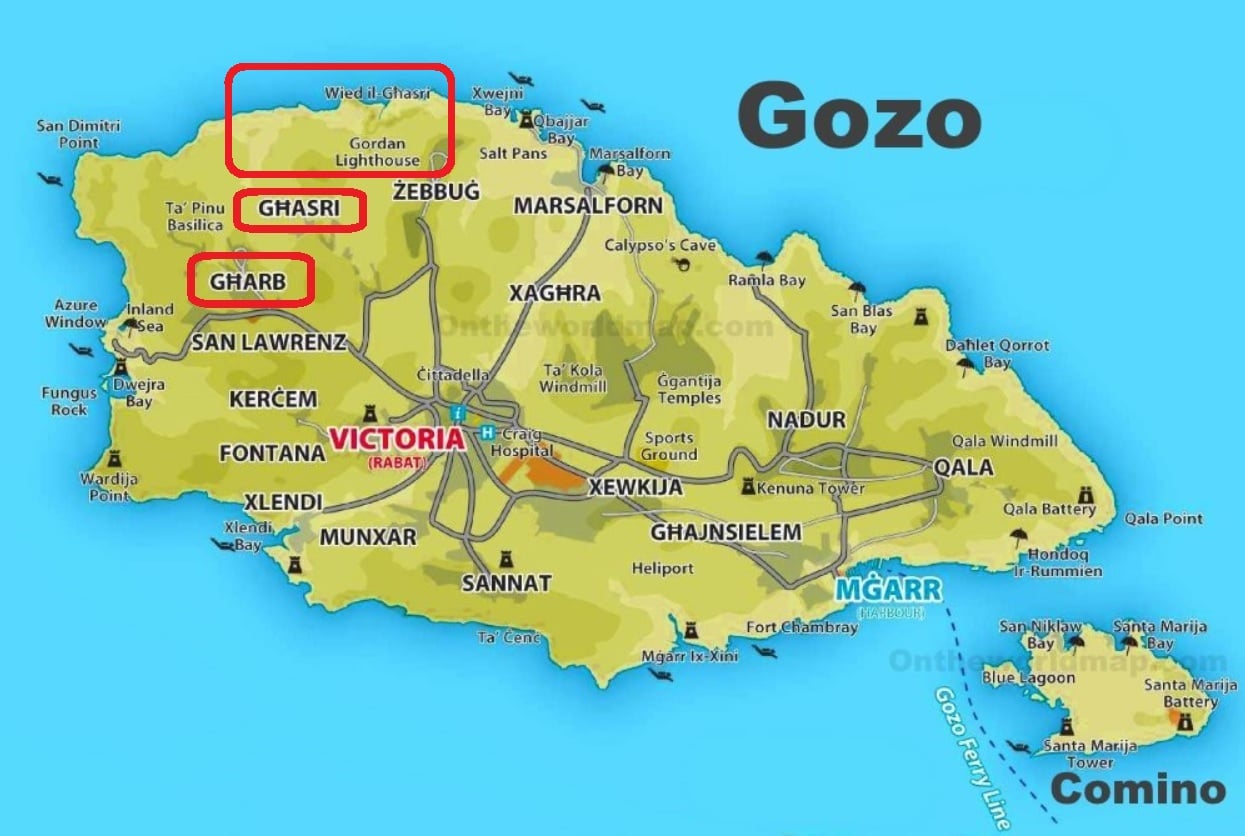 Gozo
Wied il-Għasri
Xwejni
Bay
Qbajjar
Bay
San Dimitri
Point
Gordan
Lighthouse
Salt Pans
Marsalforn
Bay
ŻEBBUĠ
Ta' Pinu
Basilica
GĦASRI
MARSALFORN
Calypso's Cave
Ramla Bay
GĦARB
XAGĦRA
Azure
Window
Inland
Sea
San Blas
Bay
Ontheworldmap.com
SAN LAWRENZ
Daħlet Qorrot
Bay
Fungus
Rock
Dwejra
Bay
Ċittadella
Ta' Kola
Windmill
Ġgantija
Temples
KERĊEM
i
NADUR
VICTORIA
(RABAT)
H
Craig
Hospital
Sports
Ground
Qala Windmill
FONTANA
QALA
Wardija
Point
XEWKIJA
Kenuna Tower
XLENDI
Qala Battery
Qala Point
Xlendi
Bay
MUNXAR
GĦAJNSIELEM
Ħondoq
Ir-Rummien
Heliport
SANNAT
MĠARR
(HARBOUR)
Ta' Ċenċ
Fort Chambray
Mġarr Ix-Xini
San Niklaw
Bay
Santa Marija
Bay
Ontheworldmap.com
Blue Lagoon
Santa Marija
Battery
Gozo Ferry Line
Santa Marija
Tower
Comino